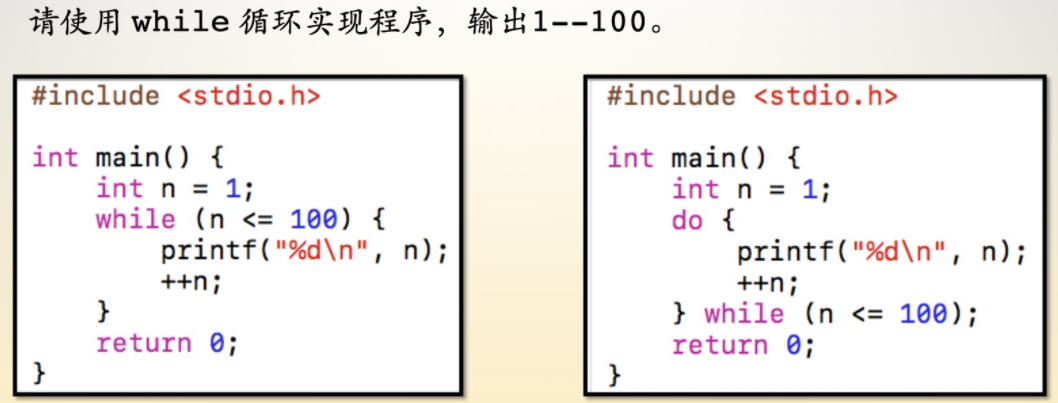 请使用 while 循环实现程序，输出1--100。
#include <stdio.h>
int main() {
    int n = 1;
    while (n <= 100) {
        printf("%d\n", n);
        ++n;
    }
    return 0;
}
#include <stdio.h>
int main() {
    int n = 1;
    do {
        printf("%d\n", n);
        ++n;
    } while (n <= 100);
    return 0;
}